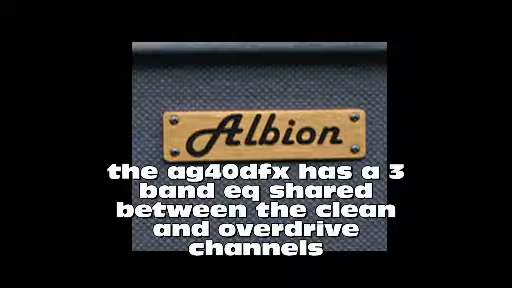 Albion
the ag40dfx has a 3
band eq shared
between the clean
and overdrive
channels